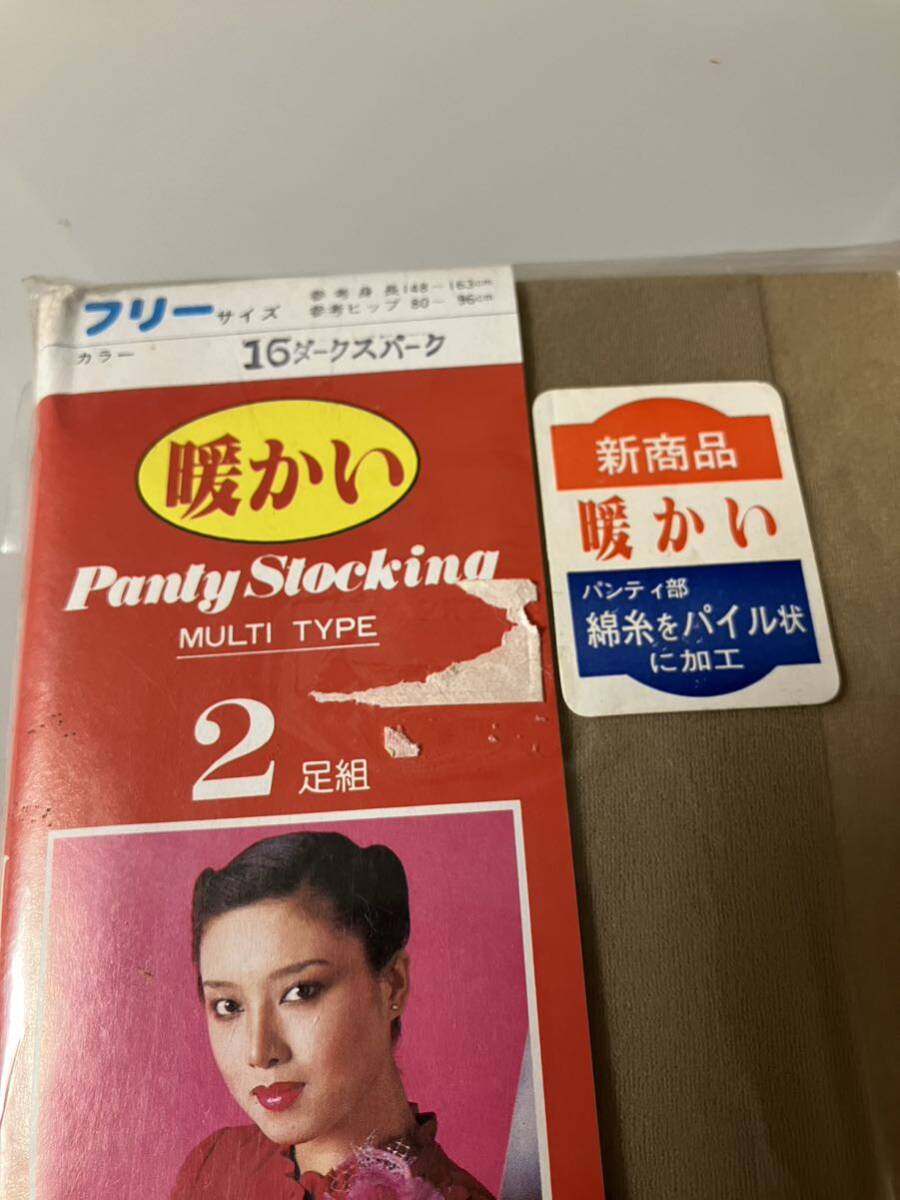 フリーサイズ 参考身長148〜163cm
参考ヒップ 80〜96cm
カラー 16ダークスパーク
暖かい
Panty Stocking
MULTI TYPE
2足組
新商品
暖かい
パンティ部
綿糸をパイル状
に加工